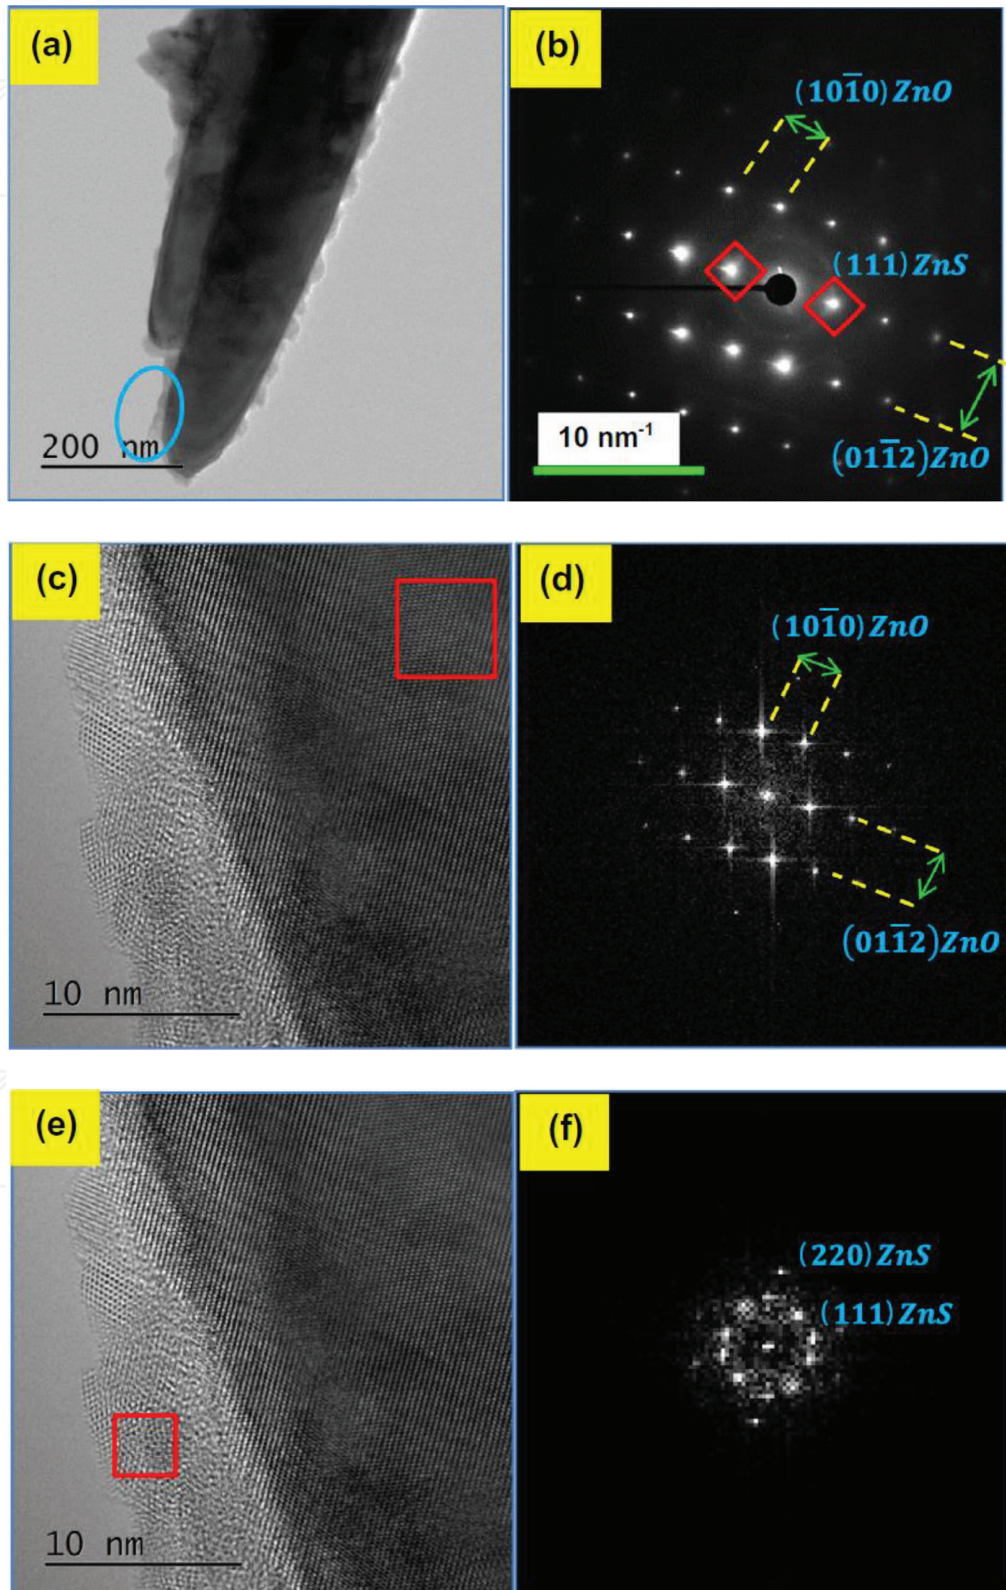 (a)
200 nm
(b)
(101̅0) ZnO
(111) ZnS
10 nm⁻¹
(011̅2) ZnO
(c)
10 nm
(d)
(101̅0) ZnO
(011̅2) ZnO
(e)
10 nm
(f)
(220) ZnS
(111) ZnS